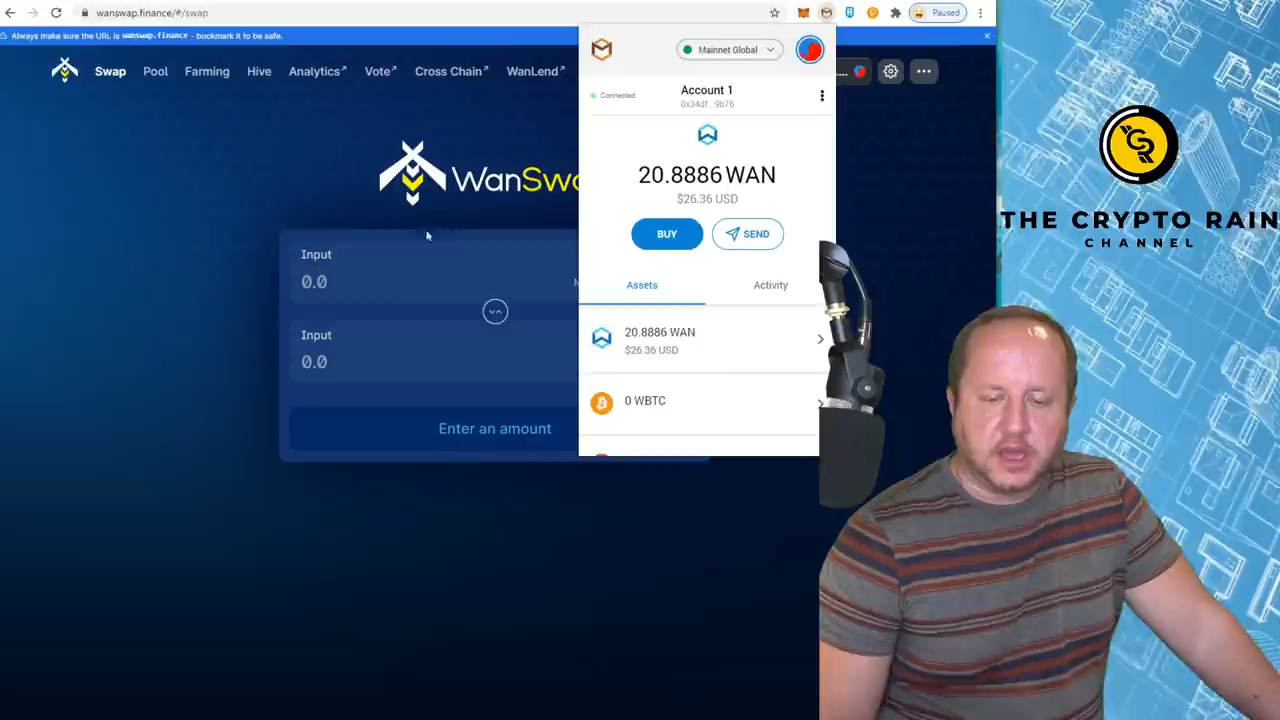 wanswap.finance/#/swap
Paused
Always make sure the URL is wanswap.finance - bookmark it to be safe.
Swap
Pool
Farming
Hive
Analytics↗
Vote↗
Cross Chain↗
WanLend↗
WanSw
Input
0.0
Input
0.0
Enter an amount
Mainnet Global
Connected
Account 1
0x34df...9b76
20.8886 WAN
$26.36 USD
BUY
SEND
Assets
Activity
20.8886 WAN
$26.36 USD
0 WBTC
THE CRYPTO RAIN
CHANNEL